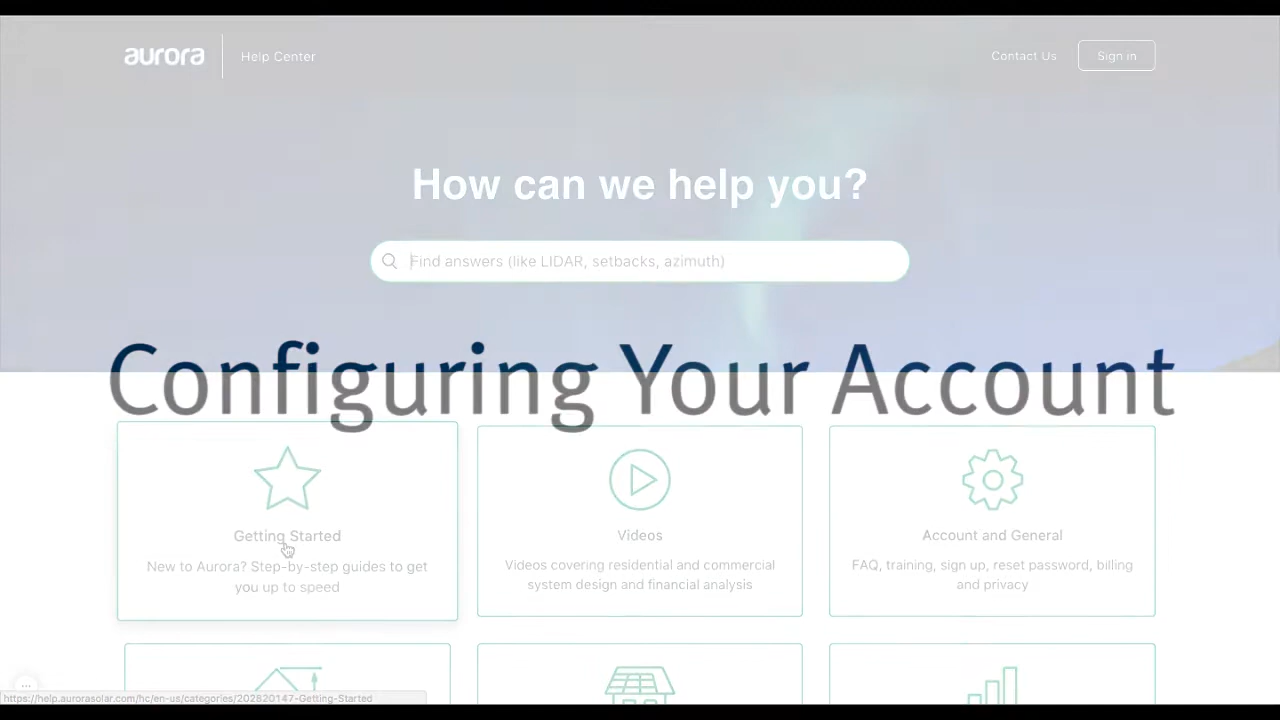 aurora
Help Center
Contact Us
Sign in
How can we help you?
Find answers (like LIDAR, setbacks, azimuth)
Configuring Your Account
Getting Started
New to Aurora? Step-by-step guides to get
you up to speed
Videos
Videos covering residential and commercial
system design and financial analysis
Account and General
FAQ, training, sign up, reset password, billing
and privacy
https://help.aurorasolar.com/hc/en-us/categories/202820147-Getting-Started